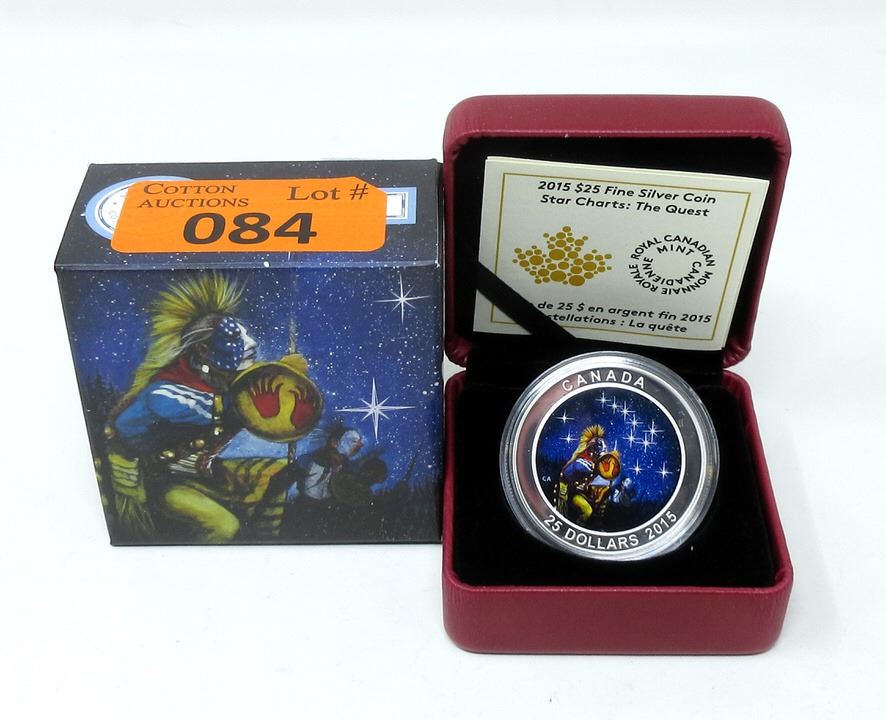 COTTON
AUCTIONS
Lot #
084
2015 $25 Fine Silver Coin
Star Charts: The Quest
ROYAL CANADIAN MINT
MONNAIE ROYALE CANADIENNE
de 25 $ en argent fin 2015
: La quête
CANADA
CA
25 DOLLARS 2015